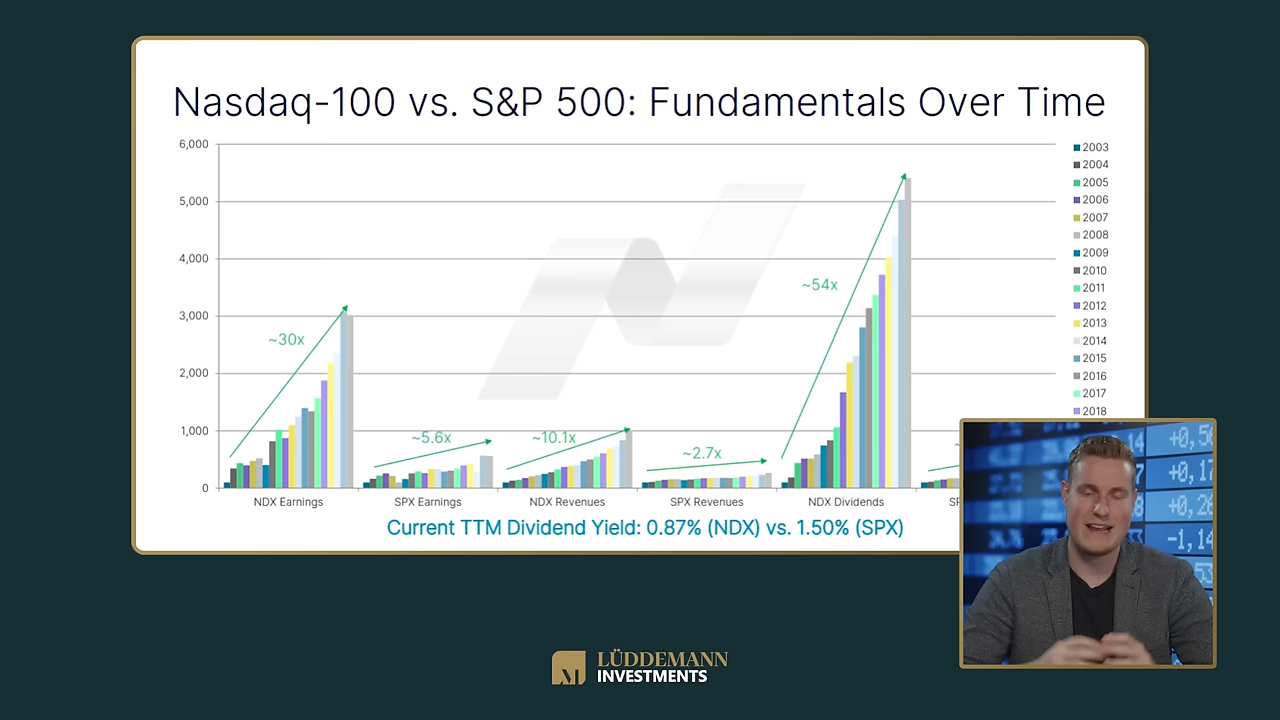 Nasdaq-100 vs. S&P 500: Fundamentals Over Time
6,000
5,000
4,000
3,000
2,000
1,000
0
~30x
~5.6x
~10.1x
~2.7x
~54x
NDX Earnings
SPX Earnings
NDX Revenues
SPX Revenues
NDX Dividends
2003
2004
2005
2006
2007
2008
2009
2010
2011
2012
2013
2014
2015
2016
2017
2018
Current TTM Dividend Yield: 0.87% (NDX) vs. 1.50% (SPX)
LÜDDEMANN
INVESTMENTS